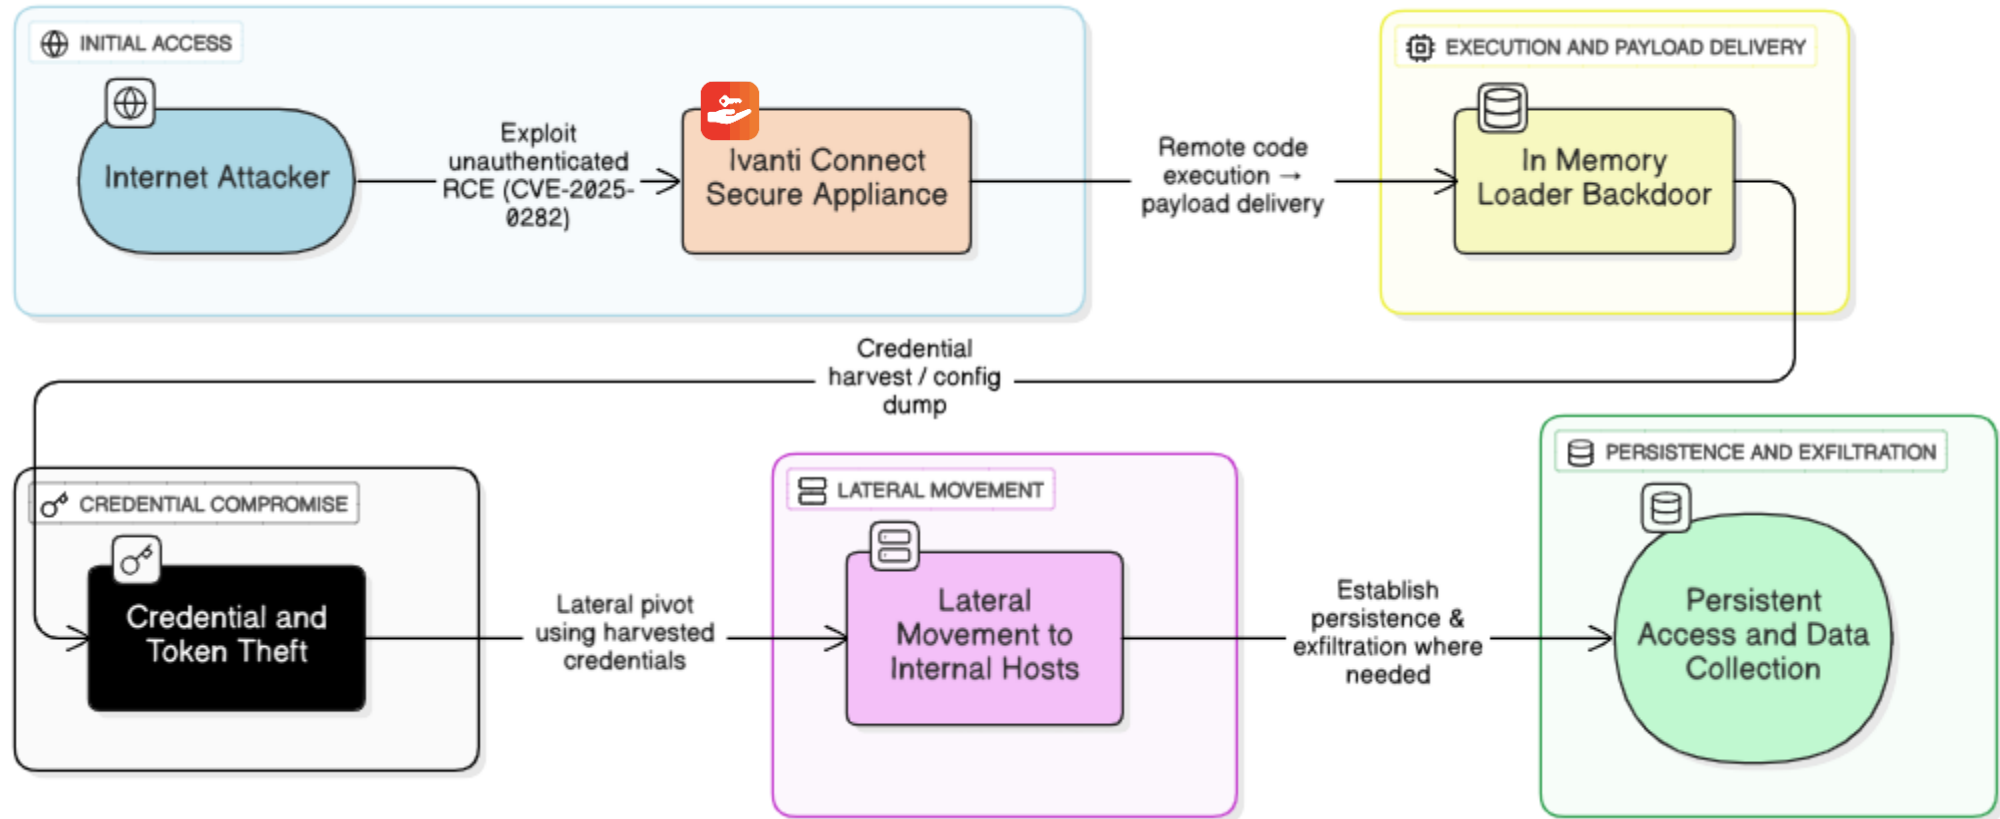 INITIAL ACCESS
Internet Attacker
Exploit
unauthenticated
RCE (CVE-2025-
0282)
Ivanti Connect
Secure Appliance
Remote code
execution →
payload delivery
EXECUTION AND PAYLOAD DELIVERY
In Memory
Loader Backdoor
Credential
harvest / config
dump
CREDENTIAL COMPROMISE
Credential and
Token Theft
Lateral pivot
using harvested
credentials
LATERAL MOVEMENT
Lateral
Movement to
Internal Hosts
Establish
persistence &
exfiltration where
needed
PERSISTENCE AND EXFILTRATION
Persistent
Access and Data
Collection